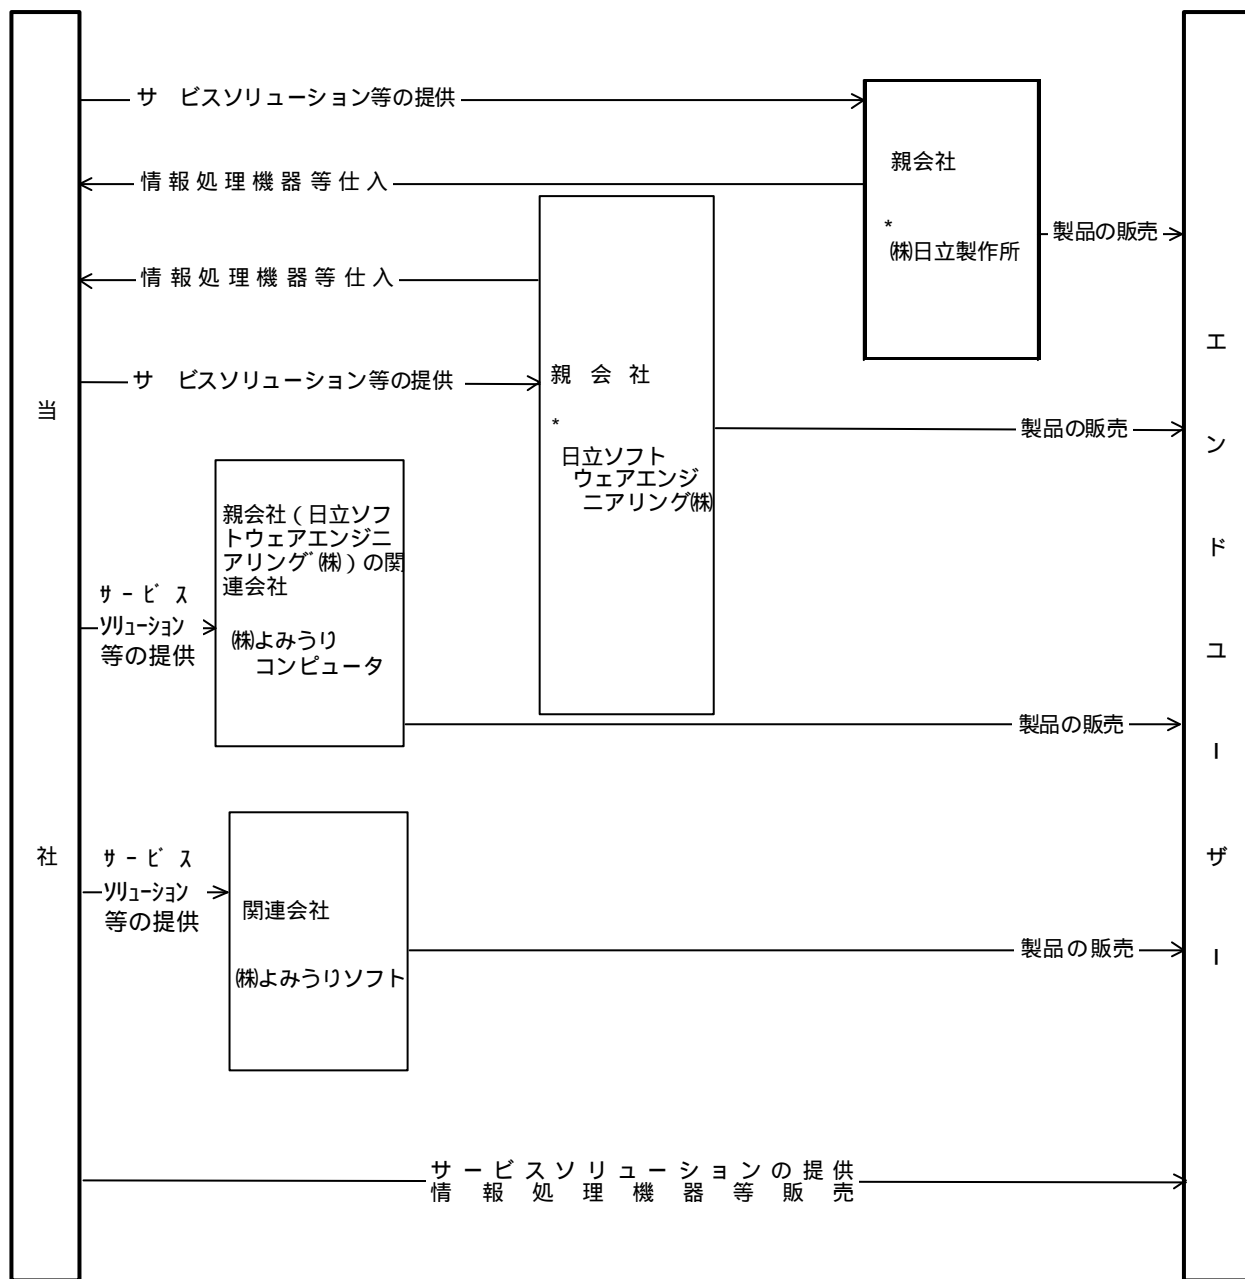 サ ビスソリューション等の提供
親会社
情報処理機器等仕入
*
㈱日立製作所
製品の販売
情報処理機器等仕入
サ ビスソリューション等の提供
親 会 社
*
日立ソフト
ウェアエンジ
ニアリング㈱
製品の販売
当
社
エンドユーザー
親会社(日立ソフ
トウェアエンジニ
アリング゛㈱)の関
連会社
㈱よみうり
コンピュータ
サ-ビス
ソリューション
等の提供
製品の販売
サービス
ソリューション
等の提供
関連会社
㈱よみうりソフト
製品の販売
サービスソリューションの提供
情報処理機器等販売